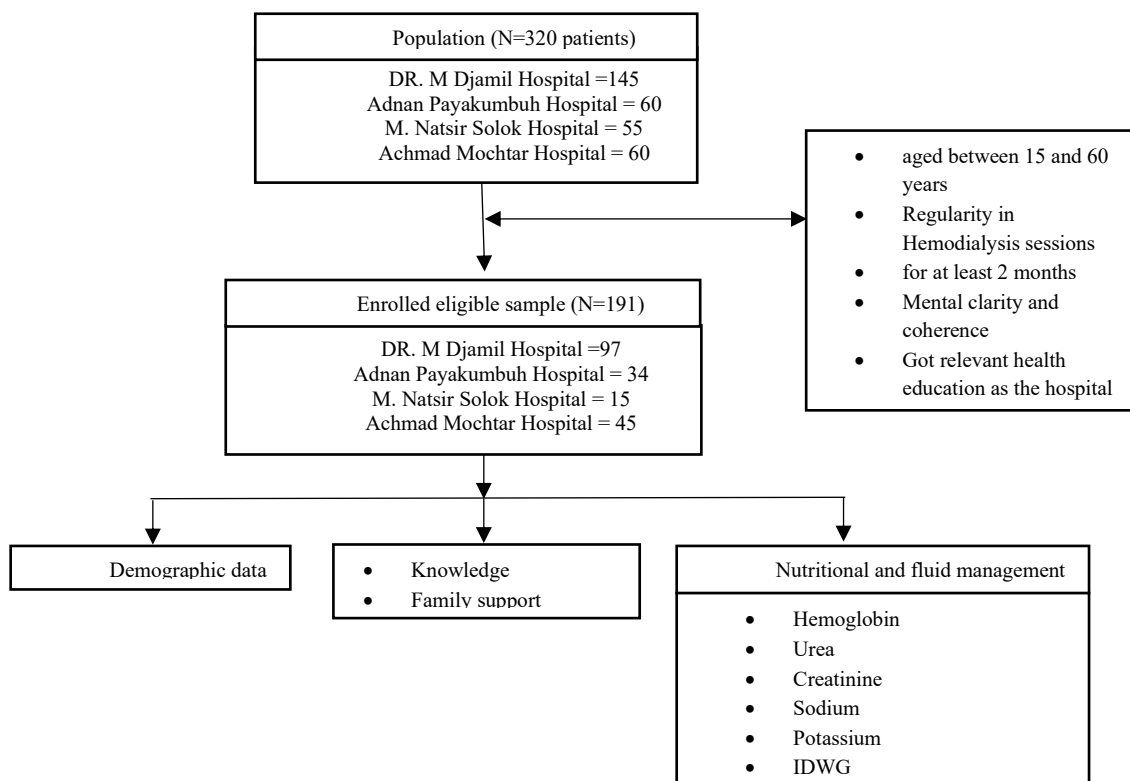 Population (N=320 patients)
DR. M Djamil Hospital =145
Adnan Payakumbuh Hospital = 60
M. Natsir Solok Hospital = 55
Achmad Mochtar Hospital = 60
• aged between 15 and 60
years
• Regularity in
Hemodialysis sessions
• for at least 2 months
• Mental clarity and
coherence
• Got relevant health
education as the hospital
Enrolled eligible sample (N=191)
DR. M Djamil Hospital =97
Adnan Payakumbuh Hospital = 34
M. Natsir Solok Hospital = 15
Achmad Mochtar Hospital = 45
Demographic data
• Knowledge
• Family support
Nutritional and fluid management
• Hemoglobin
• Urea
• Creatinine
• Sodium
• Potassium
• IDWG